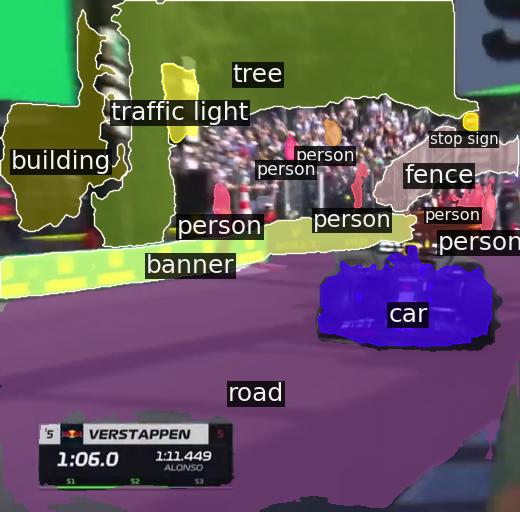 tree
traffic light
building
stop sign
person
person
fence
person
person
person
person
banner
car
road
'5 VERSTAPPEN 5
1:06.0 1:11.449
ALONSO
S1 S2 S3